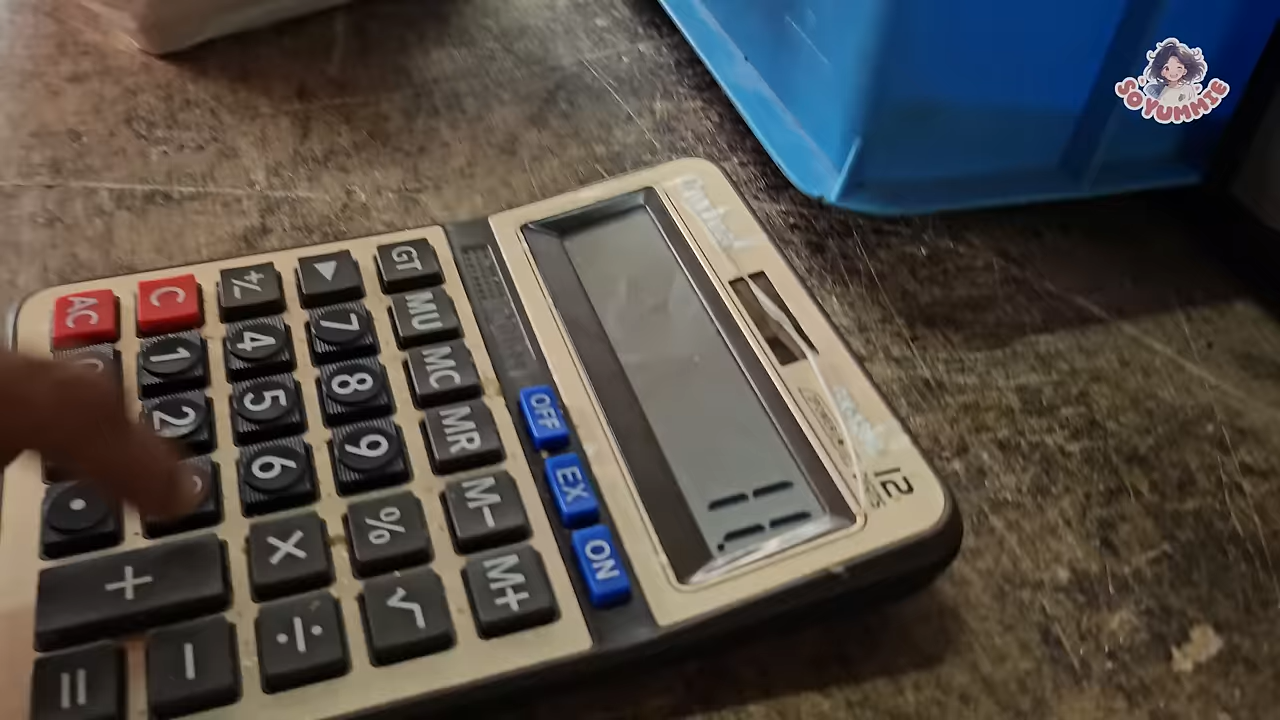 SOYUMMIE
12
GT
MU
MC
MR
M−
M+
▶
7
8
9
%
√
+/−
4
5
6
×
÷
C
1
2
−
AC
•
+
=
OFF
EX
ON